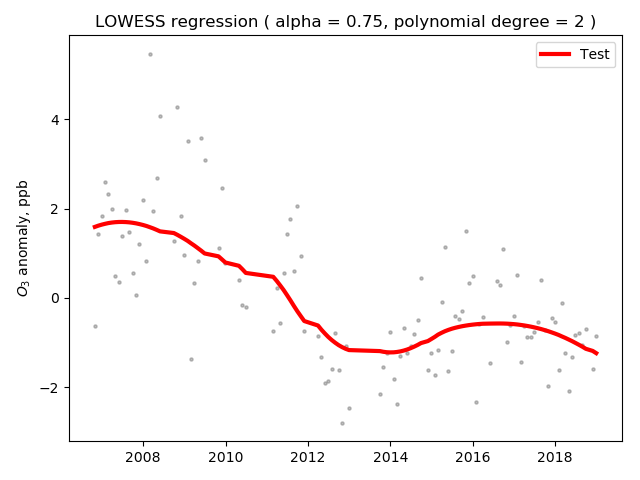 LOWESS regression ( alpha = 0.75, polynomial degree = 2 )
Test
O₃ anomaly, ppb
4
2
0
−2
2008 2010 2012 2014 2016 2018